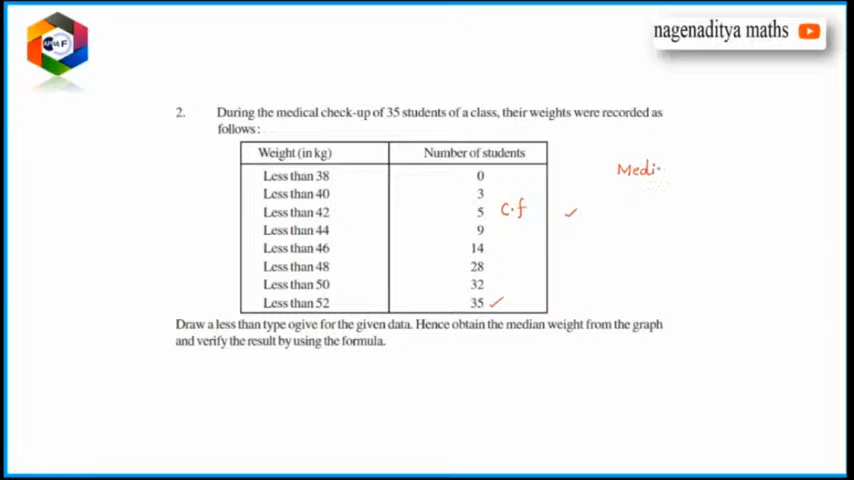 APMF
nagenaditya maths
2. During the medical check-up of 35 students of a class, their weights were recorded as
follows:
Weight (in kg) Number of students
Less than 38 0
Less than 40 3
Less than 42 5 C.f
Less than 44 9
Less than 46 14
Less than 48 28
Less than 50 32
Less than 52 35
Medi
Draw a less than type ogive for the given data. Hence obtain the median weight from the graph
and verify the result by using the formula.